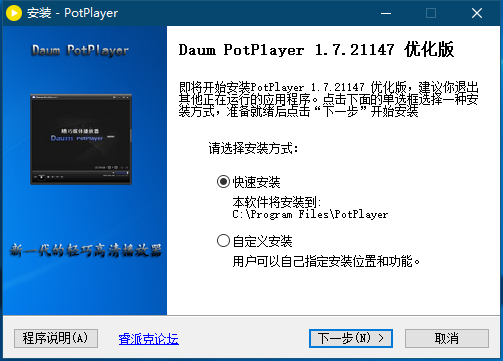 安装 - PotPlayer
Daum PotPlayer
Daum PotPlayer
新一代的轻巧高清播放器
Daum PotPlayer 1.7.21147 优化版
即将开始安装PotPlayer 1.7.21147 优化版，建议你退出
其他正在运行的应用程序。点击下面的单选框选择一种安
装方式，准备就绪后点击“下一步”开始安装
请选择安装方式：
快速安装
本软件将安装到:
C:\Program Files\PotPlayer
自定义安装
用户可以自己指定安装位置和功能。
程序说明(A)
睿派克论坛
下一步(N) >
取消